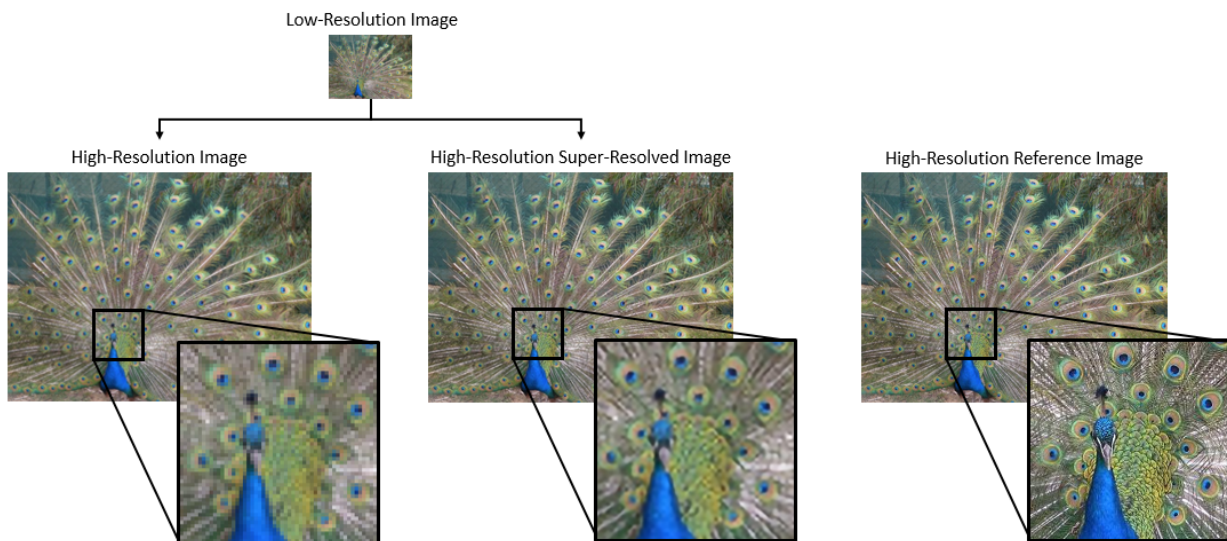 Low-Resolution Image
High-Resolution Image
High-Resolution Super-Resolved Image
High-Resolution Reference Image